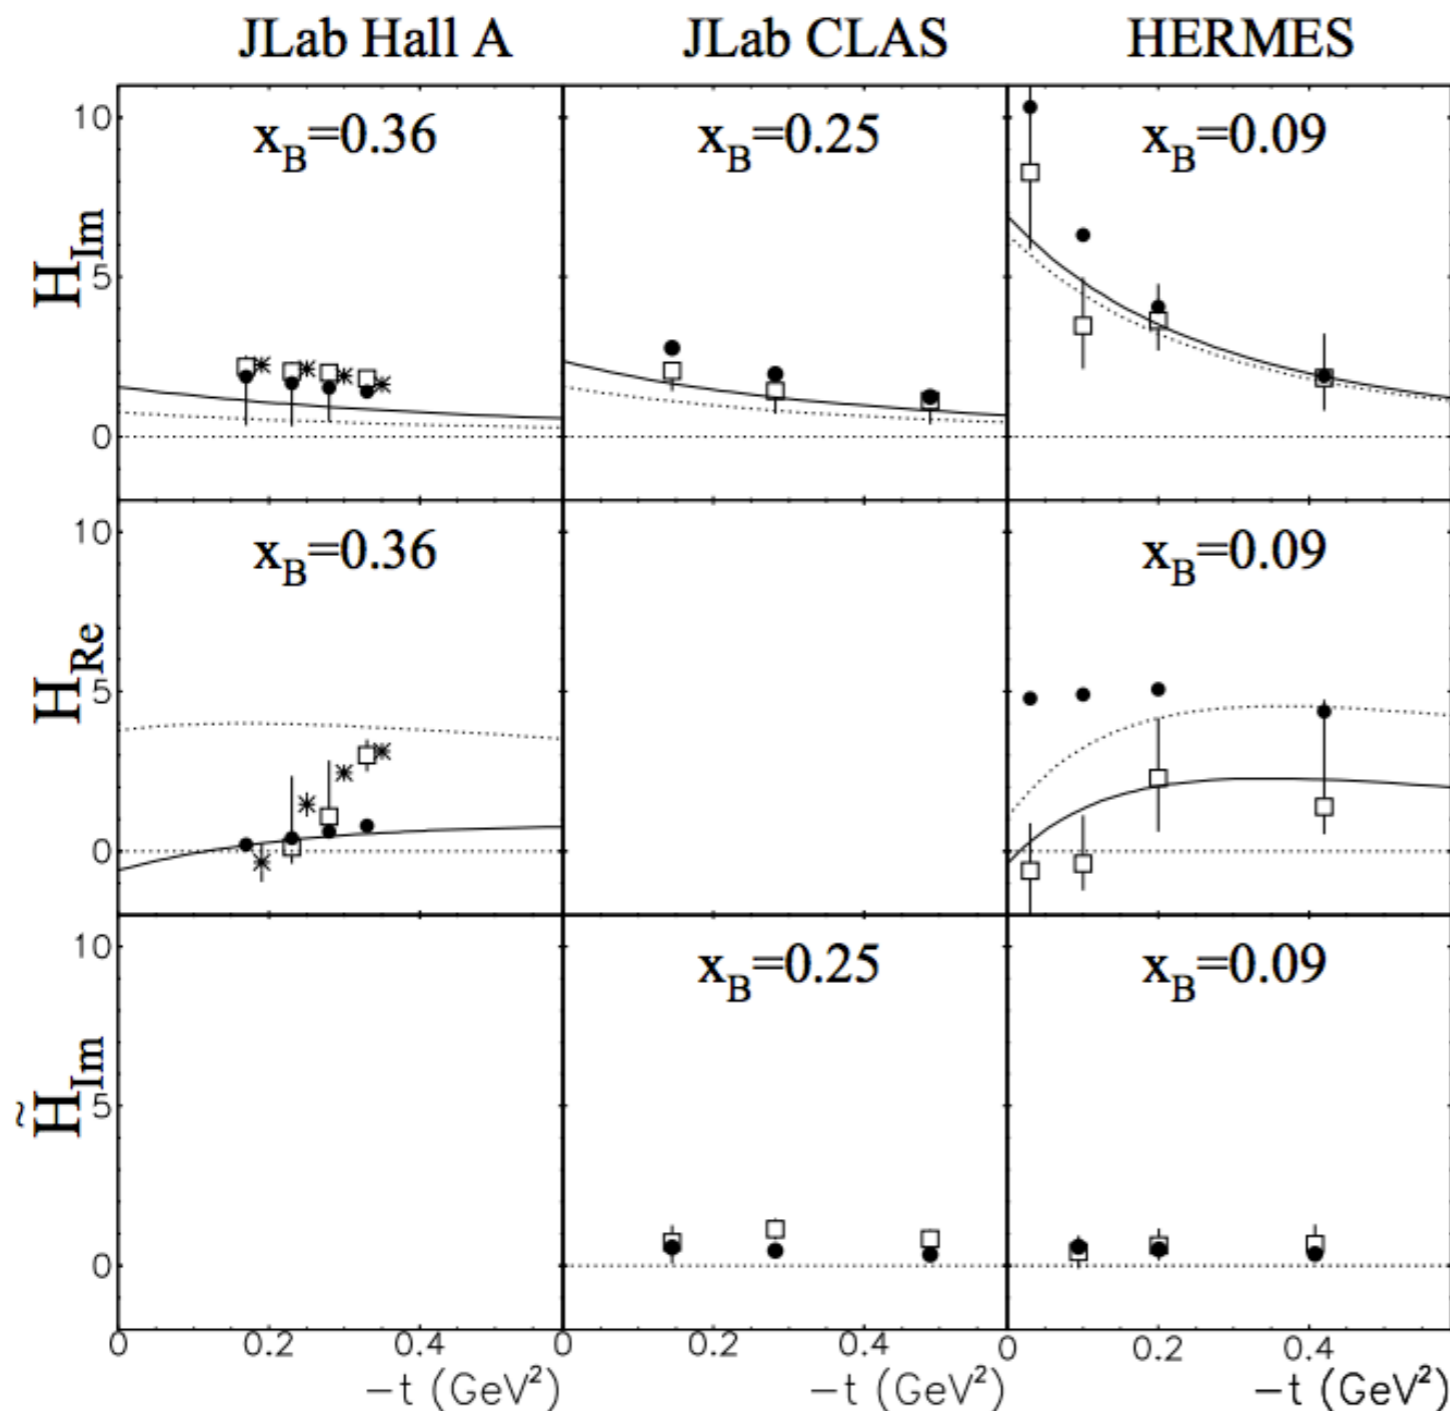 JLab Hall A JLab CLAS HERMES
10 x_B=0.36 x_B=0.25 x_B=0.09
H_Im
5
0
10 x_B=0.36 x_B=0.09
H_Re
5
0
10 x_B=0.25 x_B=0.09
H̃_Im
5
0
0 0.2 0.4 0 0.2 0.4 0 0.2 0.4
−t (GeV²) −t (GeV²) −t (GeV²)